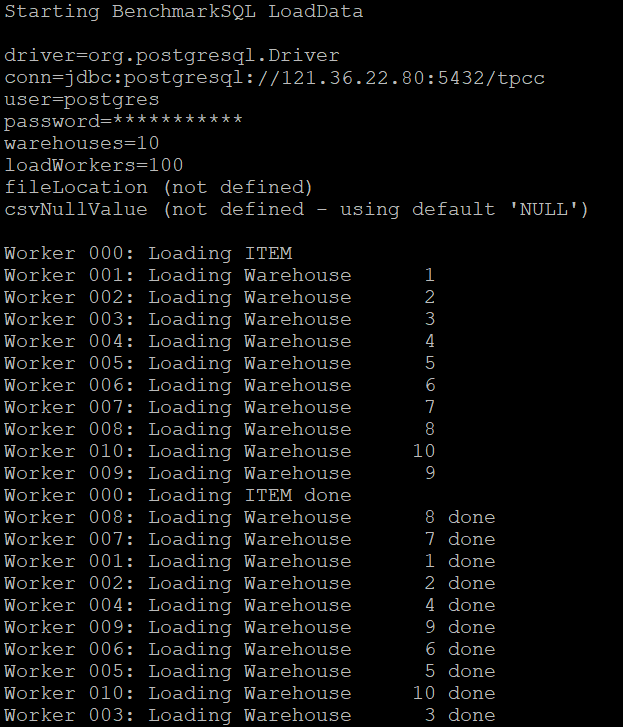 Starting BenchmarkSQL LoadData
driver=org.postgresql.Driver
conn=jdbc:postgresql://121.36.22.80:5432/tpcc
user=postgres
password=***********
warehouses=10
loadWorkers=100
fileLocation (not defined)
csvNullValue (not defined - using default 'NULL')
Worker 000: Loading ITEM
Worker 001: Loading Warehouse      1
Worker 002: Loading Warehouse      2
Worker 003: Loading Warehouse      3
Worker 004: Loading Warehouse      4
Worker 005: Loading Warehouse      5
Worker 006: Loading Warehouse      6
Worker 007: Loading Warehouse      7
Worker 008: Loading Warehouse      8
Worker 010: Loading Warehouse     10
Worker 009: Loading Warehouse      9
Worker 000: Loading ITEM done
Worker 008: Loading Warehouse      8 done
Worker 007: Loading Warehouse      7 done
Worker 001: Loading Warehouse      1 done
Worker 002: Loading Warehouse      2 done
Worker 004: Loading Warehouse      4 done
Worker 009: Loading Warehouse      9 done
Worker 006: Loading Warehouse      6 done
Worker 005: Loading Warehouse      5 done
Worker 010: Loading Warehouse     10 done
Worker 003: Loading Warehouse      3 done